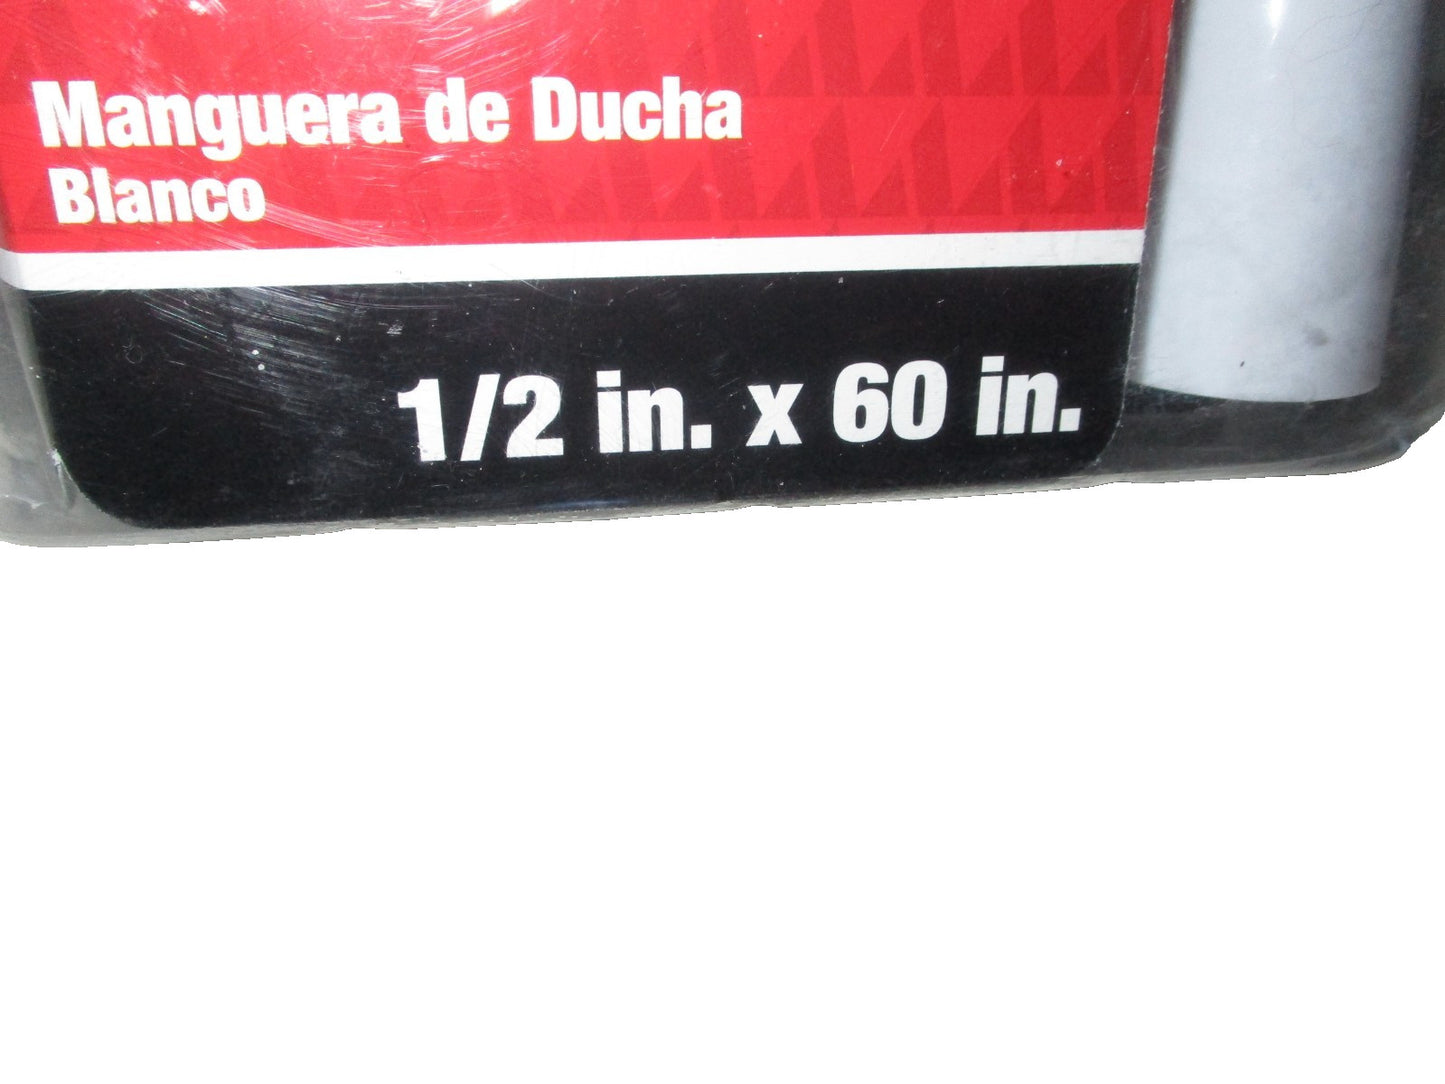 Manguera de Ducha
Blanco
1/2 in. x 60 in.